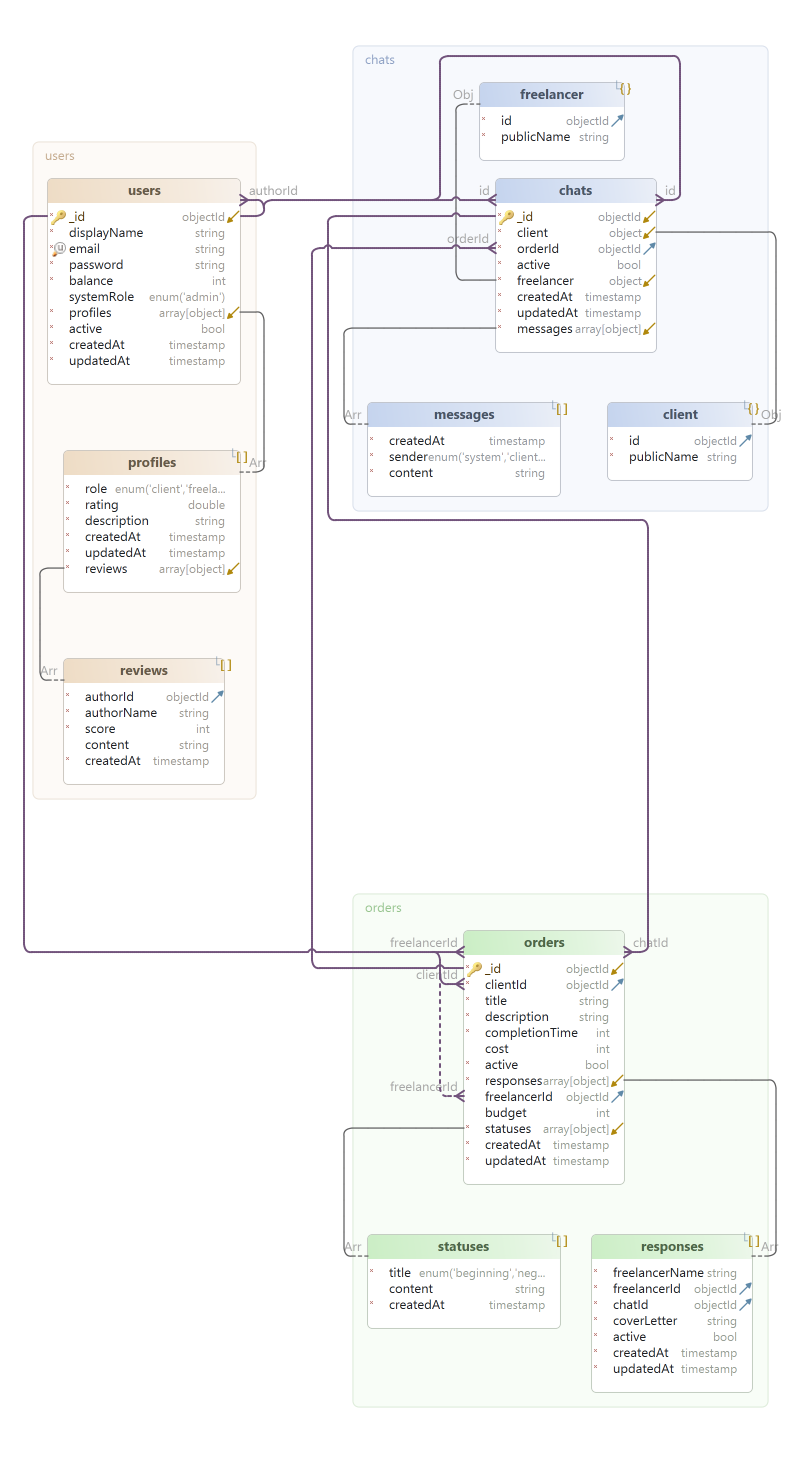 users
users
authorId
_id objectId
displayName string
u email string
password string
balance int
systemRole enum('admin')
profiles array[object]
active bool
createdAt timestamp
updatedAt timestamp
profiles [ ]
Arr
role enum('client','freela...
rating double
description string
createdAt timestamp
updatedAt timestamp
reviews array[object]
Arr
reviews [ ]
authorId objectId
authorName string
score int
content string
createdAt timestamp
chats
Obj
freelancer { }
id objectId
publicName string
id
chats
id
_id objectId
client object
orderId
orderId objectId
active bool
freelancer object
createdAt timestamp
updatedAt timestamp
messages array[object]
Arr
messages [ ]
createdAt timestamp
sender enum('system','client...
content string
client { }
Obj
id objectId
publicName string
orders
freelancerId
orders
chatId
clientId
_id objectId
clientId objectId
title string
description string
completionTime int
cost int
active bool
responses array[object]
freelancerId
freelancerId objectId
budget int
statuses array[object]
createdAt timestamp
updatedAt timestamp
Arr
statuses [ ]
title enum('beginning','neg...
content string
createdAt timestamp
responses [ ]
Arr
freelancerName string
freelancerId objectId
chatId objectId
coverLetter string
active bool
createdAt timestamp
updatedAt timestamp